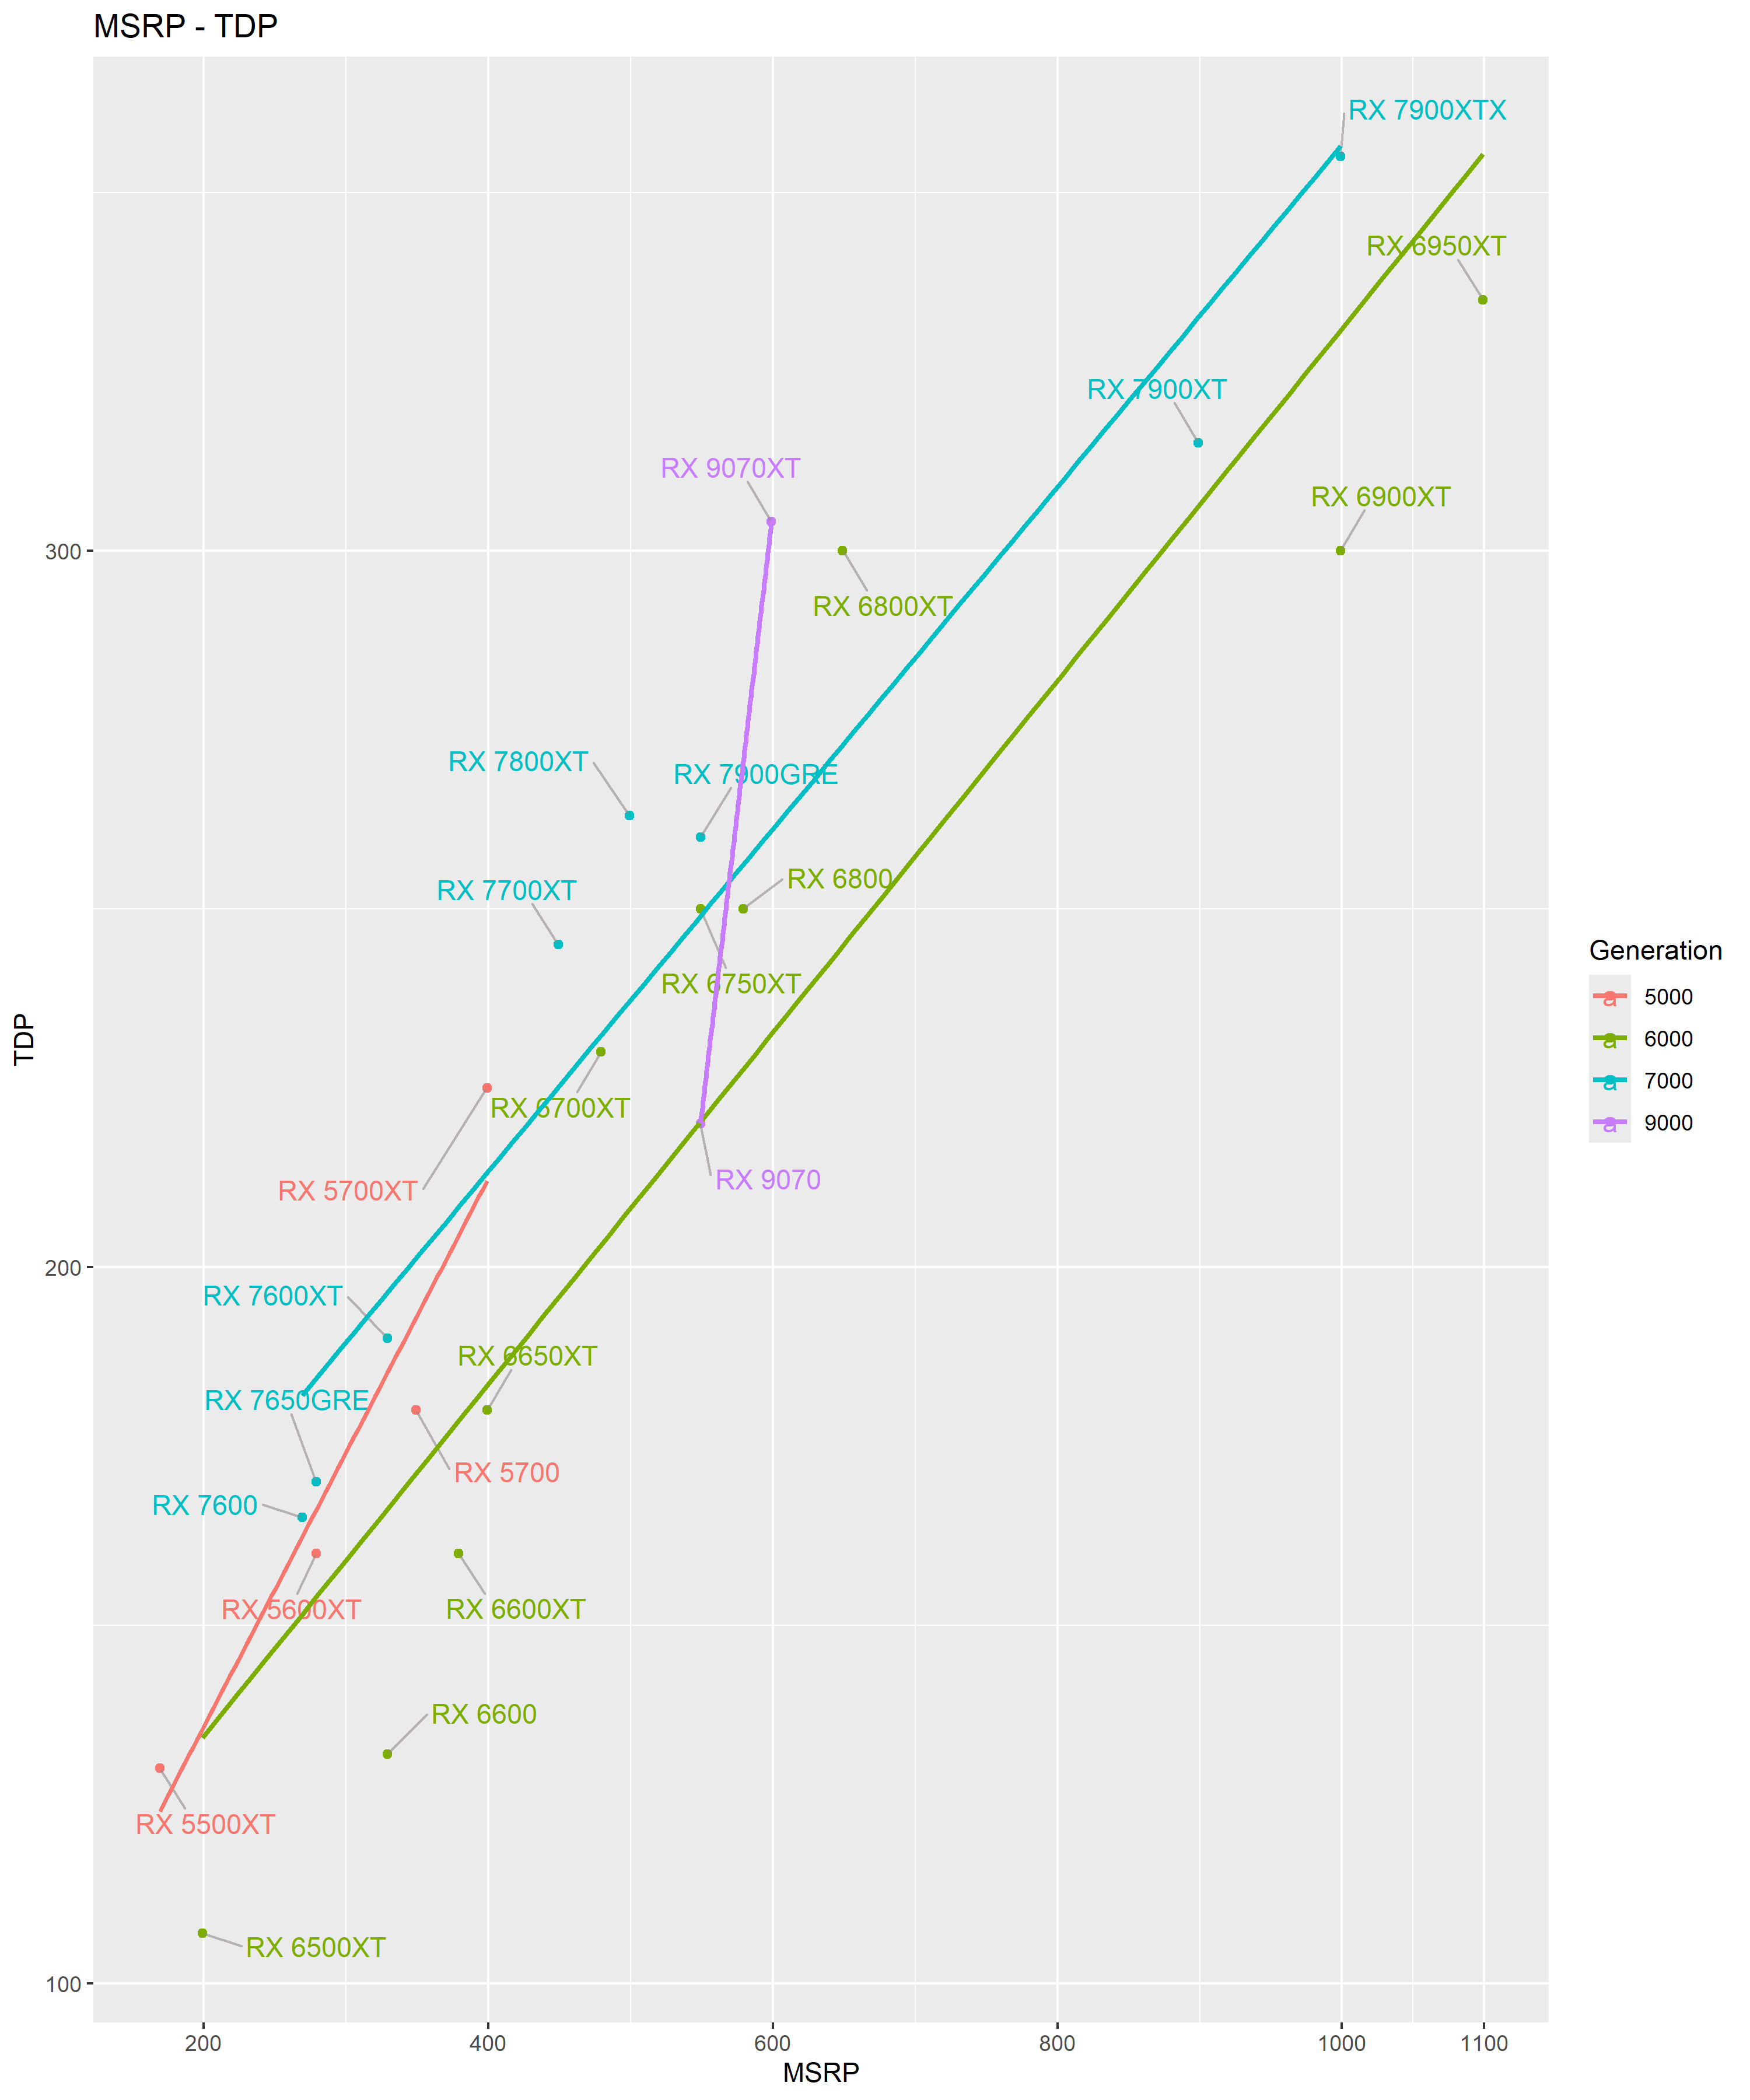 MSRP - TDP
RX 7900XTX
RX 6950XT
RX 7900XT
RX 9070XT
RX 6900XT
300
RX 6800XT
RX 7800XT
RX 7900GRE
RX 6800
RX 7700XT
RX 6750XT
RX 6700XT
RX 9070
RX 5700XT
200
RX 7600XT
RX 6650XT
RX 7650GRE
RX 5700
RX 7600
RX 5600XT
RX 6600XT
RX 6600
RX 5500XT
RX 6500XT
100
200 400 600 800 1000 1100
MSRP
TDP
Generation
a 5000
a 6000
a 7000
a 9000